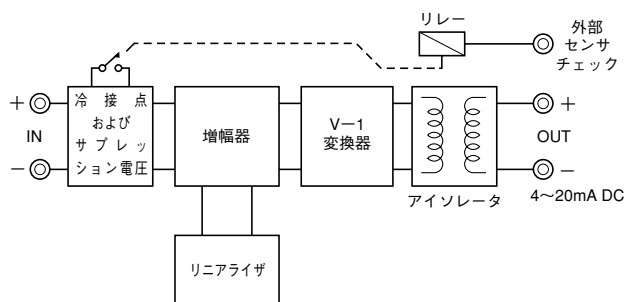 リレー
外部
センサ
チェック
+
IN
−
冷接点
および
サプレッ
ション電圧
増幅器
V−1
変換器
アイソレータ
+
OUT
−
4〜20mA DC
リニアライザ